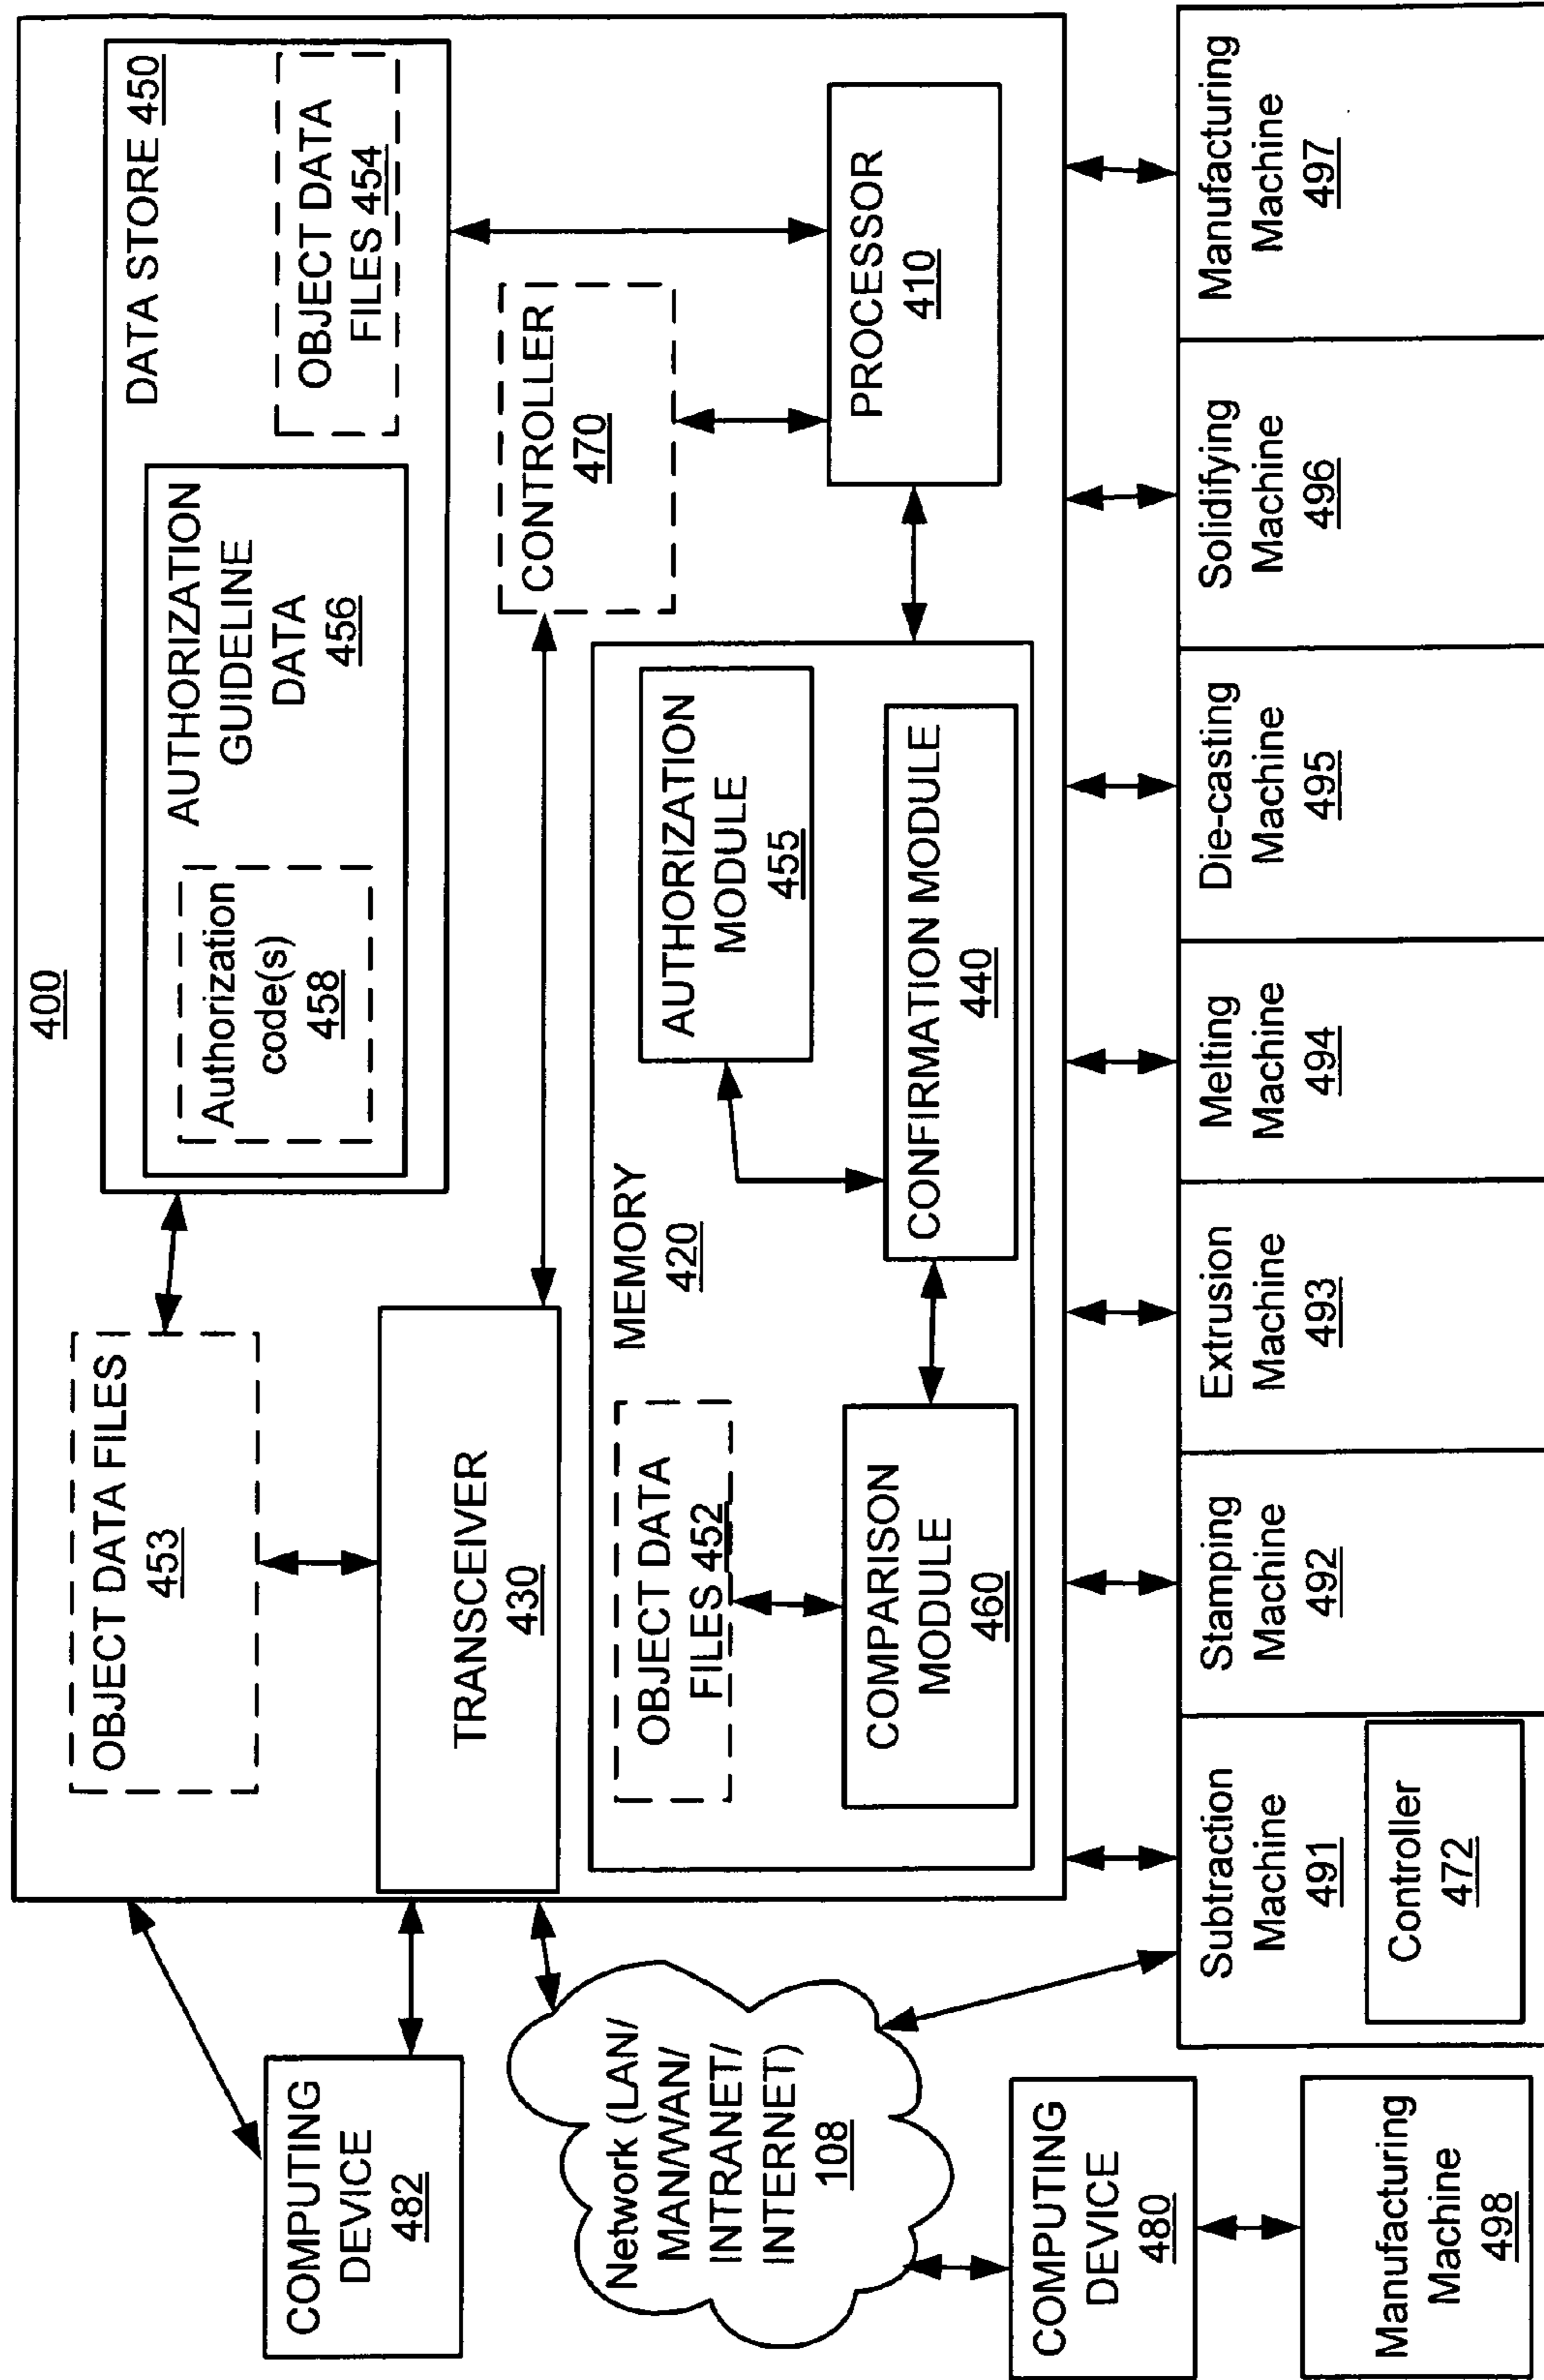 400
DATA STORE 450
AUTHORIZATION
GUIDELINE
DATA
456
Authorization
code(s)
458
OBJECT DATA
FILES 454
OBJECT DATA FILES
453
TRANSCEIVER
430
CONTROLLER
470
PROCESSOR
410
MEMORY
420
OBJECT DATA
FILES 452
COMPARISON
MODULE
460
AUTHORIZATION
MODULE
455
CONFIRMATION MODULE
440
COMPUTING
DEVICE
482
Network (LAN/
MAN/WAN/
INTRANET/
INTERNET)
108
COMPUTING
DEVICE
480
Manufacturing
Machine
498
Subtraction
Machine
491
Controller
472
Stamping
Machine
492
Extrusion
Machine
493
Melting
Machine
494
Die-casting
Machine
495
Solidifying
Machine
496
Manufacturing
Machine
497